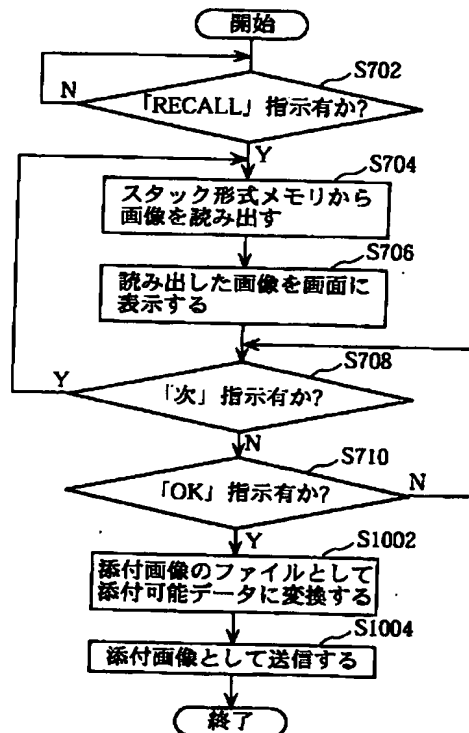 開始
S702
N
「RECALL」指示有か?
Y
S704
スタック形式メモリから
画像を読み出す
S706
読み出した画像を画面に
表示する
S708
Y
「次」指示有か?
N
S710
N
「OK」指示有か?
Y
S1002
添付画像のファイルとして
添付可能データに変換する
S1004
添付画像として送信する
終了